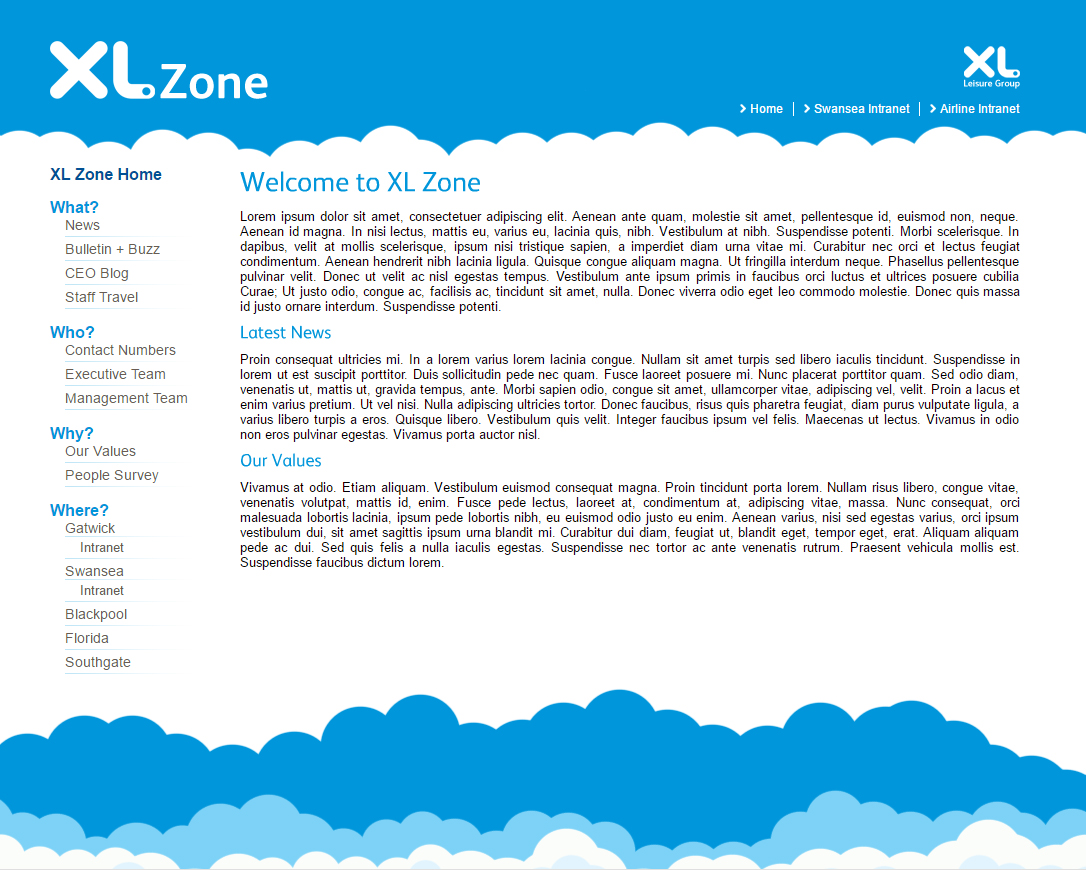 XL Zone
XL
Leisure Group
Home
Swansea Intranet
Airline Intranet
XL Zone Home
What?
News
Bulletin + Buzz
CEO Blog
Staff Travel
Who?
Contact Numbers
Executive Team
Management Team
Why?
Our Values
People Survey
Where?
Gatwick
Intranet
Swansea
Intranet
Blackpool
Florida
Southgate
Welcome to XL Zone
Lorem ipsum dolor sit amet, consectetuer adipiscing elit. Aenean ante quam, molestie sit amet, pellentesque id, euismod non, neque.
Aenean id magna. In nisi lectus, mattis eu, varius eu, lacinia quis, nibh. Vestibulum at nibh. Suspendisse potenti. Morbi scelerisque. In
dapibus, velit at mollis scelerisque, ipsum nisi tristique sapien, a imperdiet diam urna vitae mi. Curabitur nec orci et lectus feugiat
condimentum. Aenean hendrerit nibh lacinia ligula. Quisque congue aliquam magna. Ut fringilla interdum neque. Phasellus pellentesque
pulvinar velit. Donec ut velit ac nisl egestas tempus. Vestibulum ante ipsum primis in faucibus orci luctus et ultrices posuere cubilia
Curae; Ut justo odio, congue ac, facilisis ac, tincidunt sit amet, nulla. Donec viverra odio eget leo commodo molestie. Donec quis massa
id justo ornare interdum. Suspendisse potenti.
Latest News
Proin consequat ultricies mi. In a lorem varius lorem lacinia congue. Nullam sit amet turpis sed libero iaculis tincidunt. Suspendisse in
lorem ut est suscipit porttitor. Duis sollicitudin pede nec quam. Fusce laoreet posuere mi. Nunc placerat porttitor quam. Sed odio diam,
venenatis ut, mattis ut, gravida tempus, ante. Morbi sapien odio, congue sit amet, ullamcorper vitae, adipiscing vel, velit. Proin a lacus et
enim varius pretium. Ut vel nisi. Nulla adipiscing ultricies tortor. Donec faucibus, risus quis pharetra feugiat, diam purus vulputate ligula, a
varius libero turpis a eros. Quisque libero. Vestibulum quis velit. Integer faucibus ipsum vel felis. Maecenas ut lectus. Vivamus in odio
non eros pulvinar egestas. Vivamus porta auctor nisl.
Our Values
Vivamus at odio. Etiam aliquam. Vestibulum euismod consequat magna. Proin tincidunt porta lorem. Nullam risus libero, congue vitae,
venenatis volutpat, mattis id, enim. Fusce pede lectus, laoreet at, condimentum at, adipiscing vitae, massa. Nunc consequat, orci
malesuada lobortis lacinia, ipsum pede lobortis nibh, eu euismod odio justo eu enim. Aenean varius, nisi sed egestas varius, orci ipsum
vestibulum dui, sit amet sagittis ipsum urna blandit mi. Curabitur dui diam, feugiat ut, blandit eget, tempor eget, erat. Aliquam aliquam
pede ac dui. Sed quis felis a nulla iaculis egestas. Suspendisse nec tortor ac ante venenatis rutrum. Praesent vehicula mollis est.
Suspendisse faucibus dictum lorem.